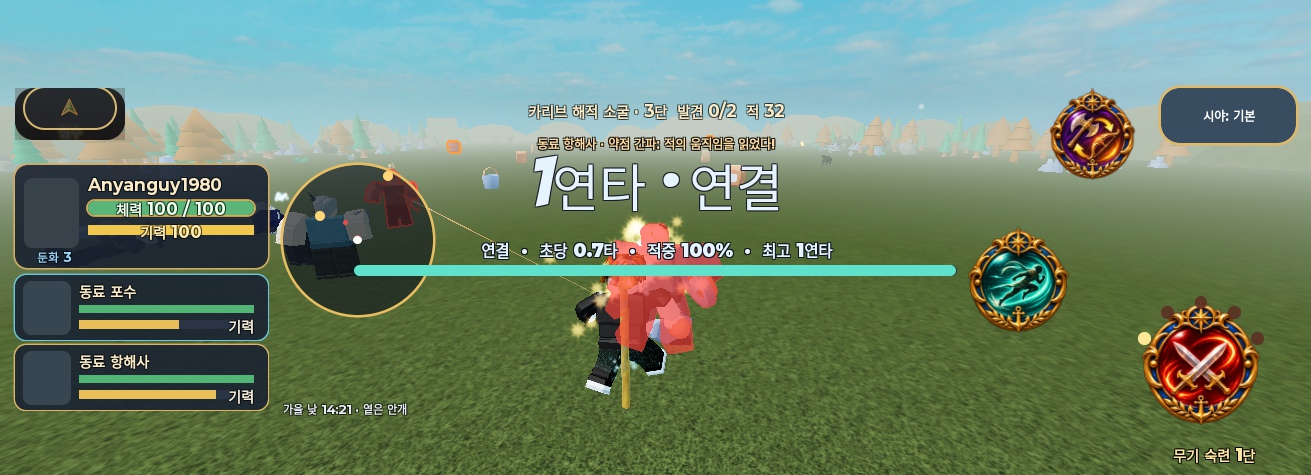 카리브 해적 소굴 · 3단 발견 0/2 적 32
동료 항해사 · 약점 간파: 적의 움직임을 읽었다!
1연타 • 연결
연결 • 초당 0.7타 • 적중 100% • 최고 1연타
시야: 기본
Anyanguy1980
체력 100 / 100
기력 100
둔화 3
동료 포수
기력
동료 항해사
기력
가을 낮 14:21 · 옅은 안개
무기 숙련 1단